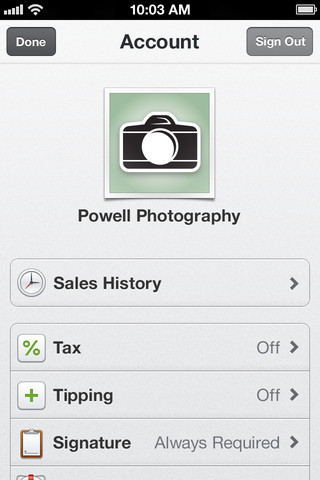 10:03 AM
Done Account Sign Out
Powell Photography
Sales History
% Tax Off
+ Tipping Off
Signature Always Required